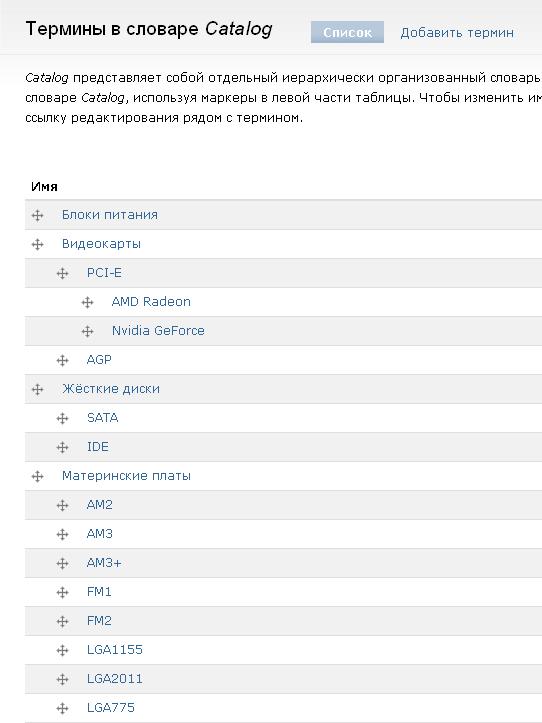 Термины в словаре Catalog
Список
Добавить термин
Catalog представляет собой отдельный иерархически организованный словарь
словаре Catalog, используя маркеры в левой части таблицы. Чтобы изменить им
ссылку редактирования рядом с термином.
Имя
Блоки питания
Видеокарты
PCI-E
AMD Radeon
Nvidia GeForce
AGP
Жёсткие диски
SATA
IDE
Материнские платы
AM2
AM3
AM3+
FM1
FM2
LGA1155
LGA2011
LGA775